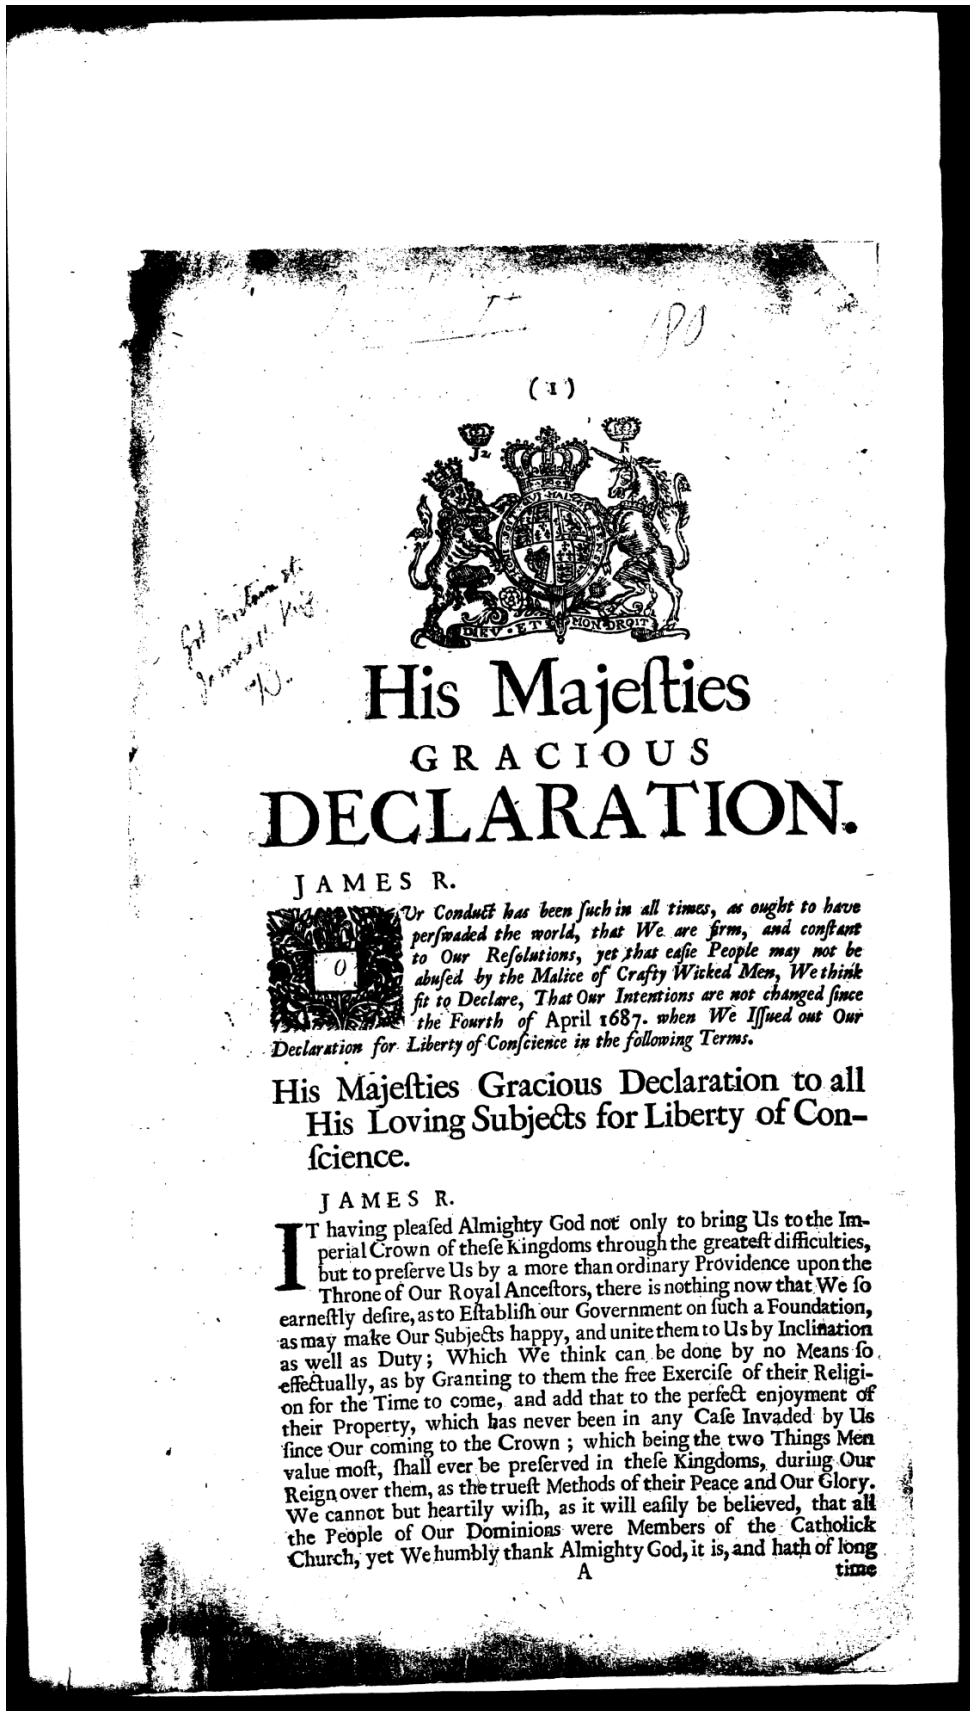 (1)
J2 R
HONI SOIT QUI MAL Y PENSE
DIEV·ET MON DROIT
Gt Britain &c.
James II. King
His Majeſties
GRACIOUS
DECLARATION.
JAMES R.
OUr Conduct has been ſuch in all times, as ought to have
perſwaded the world, that We are firm, and conſtant
to Our Reſolutions, yet that eaſie People may not be
abuſed by the Malice of Crafty Wicked Men, We think
fit to Declare, That Our Intentions are not changed ſince
the Fourth of April 1687. when We Iſſued out Our
Declaration for Liberty of Conſcience in the following Terms.
His Majeſties Gracious Declaration to all
His Loving Subjects for Liberty of Con-
ſcience.
JAMES R.
IT having pleaſed Almighty God not only to bring Us to the Im-
perial Crown of theſe Kingdoms through the greateſt difficulties,
but to preſerve Us by a more than ordinary Providence upon the
Throne of Our Royal Anceſtors, there is nothing now that We ſo
earneſtly deſire, as to Eſtabliſh our Government on ſuch a Foundation,
as may make Our Subjects happy, and unite them to Us by Inclination
as well as Duty; Which We think can be done by no Means ſo
effectually, as by Granting to them the free Exerciſe of their Religi-
on for the Time to come, and add that to the perfect enjoyment of
their Property, which has never been in any Caſe Invaded by Us
ſince Our coming to the Crown; which being the two Things Men
value moſt, ſhall ever be preſerved in theſe Kingdoms, during Our
Reign over them, as the trueſt Methods of their Peace and Our Glory.
We cannot but heartily wiſh, as it will eaſily be believed, that all
the People of Our Dominions were Members of the Catholick
Church, yet We humbly thank Almighty God, it is, and hath of long
A time